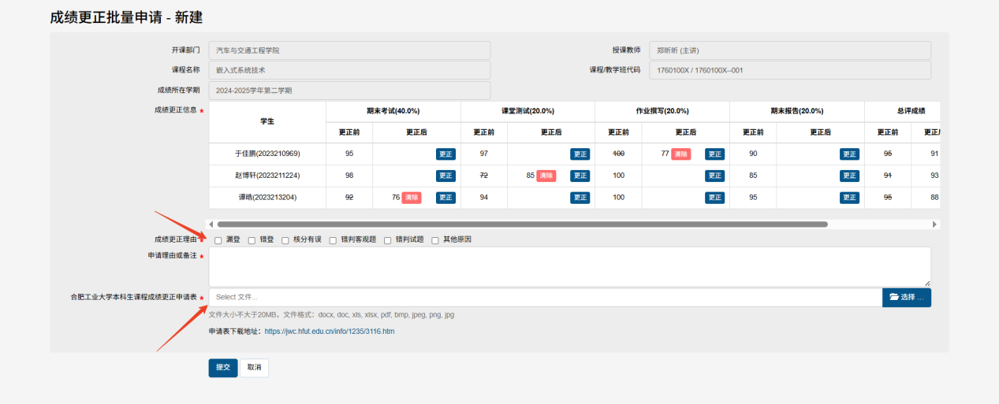 成绩更正批量申请 - 新建
开课部门 汽车与交通工程学院 授课教师 郑昕昕 (主讲)
课程名称 嵌入式系统技术 课程/教学班代码 1760100X / 1760100X--001
成绩所在学期 2024-2025学年第二学期
成绩更正信息 *
学生 期末考试(40.0%) 课堂测试(20.0%) 作业撰写(20.0%) 期末报告(20.0%) 总评成绩
更正前 更正后 更正前 更正后 更正前 更正后 更正前 更正后 更正前 更正后
于佳鹏(2023210969) 95 更正 97 更正 100 77 清除 更正 90 更正 95 91
赵博轩(2023211224) 98 更正 72 85 清除 更正 100 更正 85 更正 91 93
谭皓(2023213204) 92 76 清除 更正 94 更正 100 更正 95 更正 95 88
成绩更正理由 * 漏登 错登 核分有误 错判客观题 错判试题 其他原因
申请理由或备注 *
合肥工业大学本科生课程成绩更正申请表 * Select 文件... 选择 ...
文件大小不大于20MB，文件格式：docx, doc, xls, xlsx, pdf, bmp, jpeg, png, jpg
申请表下载地址：https://jwc.hfut.edu.cn/info/1235/3116.htm
提交 取消